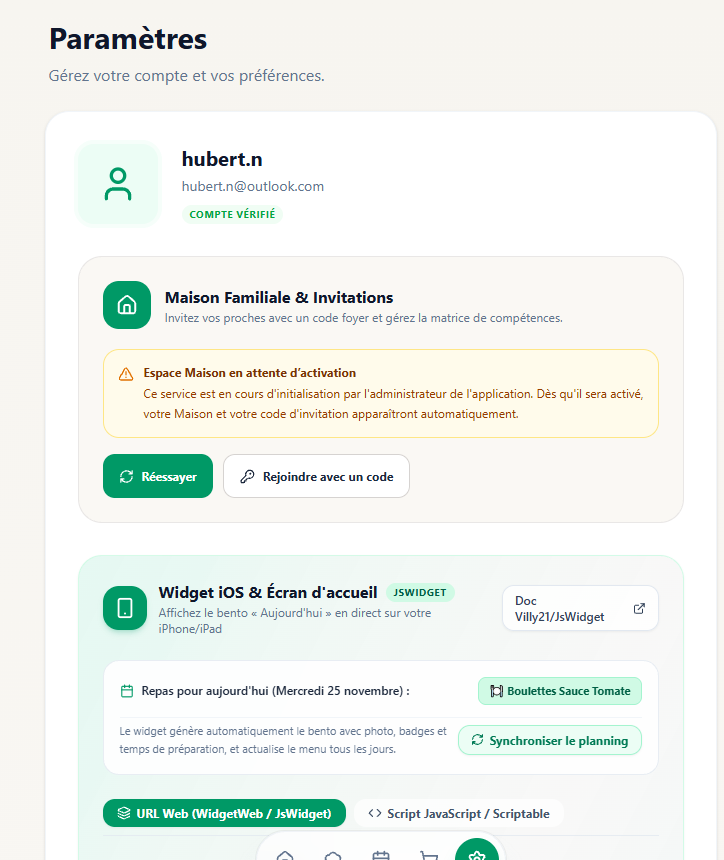 Paramètres
Gérez votre compte et vos préférences.
hubert.n
hubert.n@outlook.com
COMPTE VÉRIFIÉ
Maison Familiale & Invitations
Invitez vos proches avec un code foyer et gérez la matrice de compétences.
Espace Maison en attente d’activation
Ce service est en cours d'initialisation par l'administrateur de l'application. Dès qu'il sera activé,
votre Maison et votre code d'invitation apparaîtront automatiquement.
Réessayer
Rejoindre avec un code
Widget iOS & Écran d'accueil
JSWIDGET
Affichez le bento « Aujourd'hui » en direct sur votre
iPhone/iPad
Doc
Villy21/JsWidget
Repas pour aujourd'hui (Mercredi 25 novembre) :
Boulettes Sauce Tomate
Le widget génère automatiquement le bento avec photo, badges et
temps de préparation, et actualise le menu tous les jours.
Synchroniser le planning
URL Web (WidgetWeb / JsWidget)
Script JavaScript / Scriptable